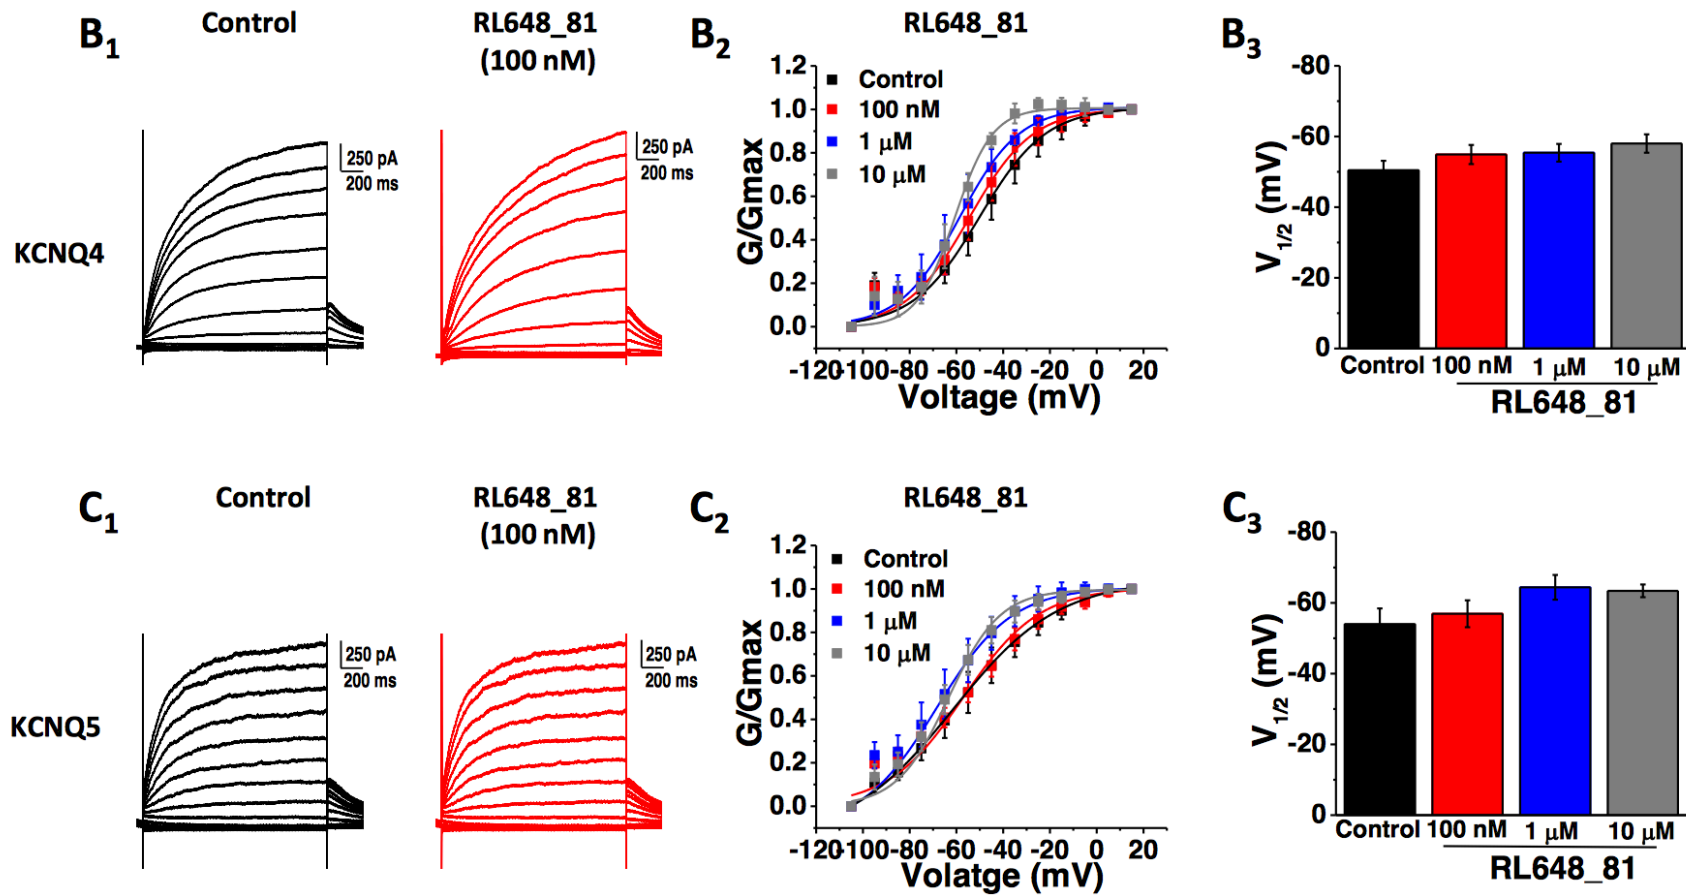 B1
Control
RL648_81
(100 nM)
250 pA
200 ms
250 pA
200 ms
KCNQ4
B2
RL648_81
Control
100 nM
1 μM
10 μM
1.2
1.0
0.8
0.6
0.4
0.2
0.0
G/Gmax
-120 -100 -80 -60 -40 -20 0 20
Voltage (mV)
B3
-80
-60
-40
-20
0
V1/2 (mV)
Control 100 nM 1 μM 10 μM
RL648_81
C1
Control
RL648_81
(100 nM)
250 pA
200 ms
250 pA
200 ms
KCNQ5
C2
RL648_81
Control
100 nM
1 μM
10 μM
1.2
1.0
0.8
0.6
0.4
0.2
0.0
G/Gmax
-120 -100 -80 -60 -40 -20 0 20
Volatge (mV)
C3
-80
-60
-40
-20
0
V1/2 (mV)
Control 100 nM 1 μM 10 μM
RL648_81